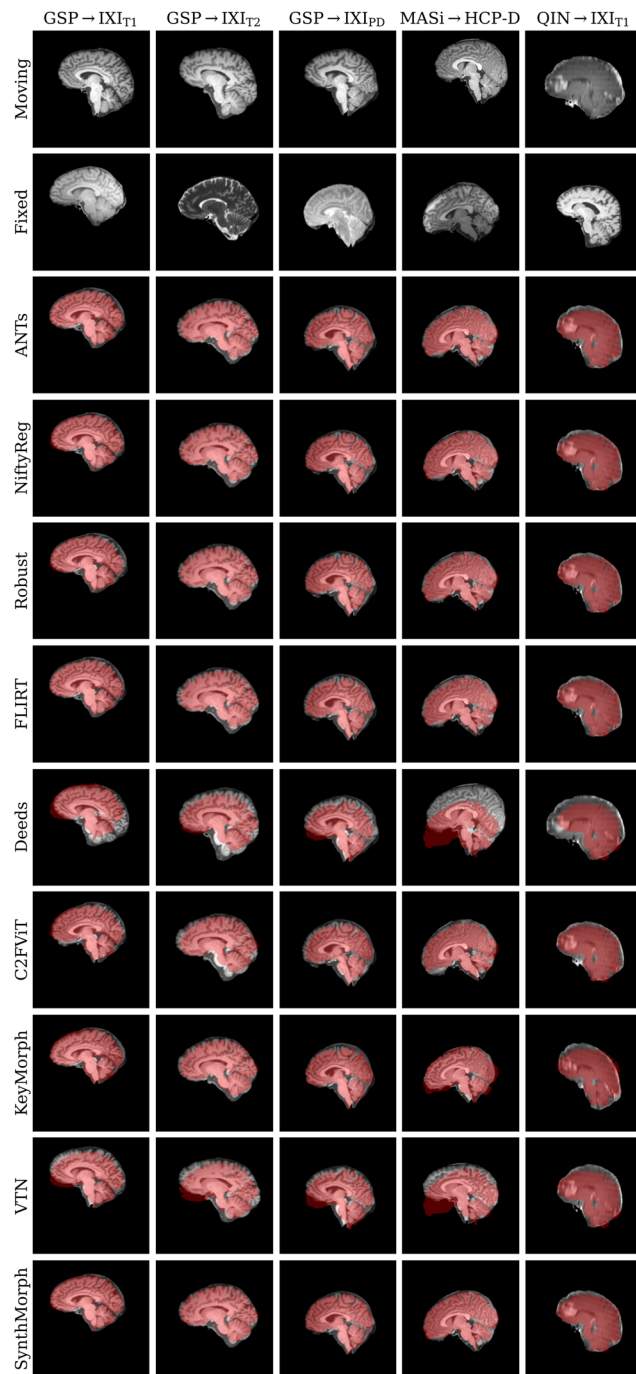 GSP → IXI_T1 GSP → IXI_T2 GSP → IXI_PD MASi → HCP-D QIN → IXI_T1
Moving
Fixed
ANTs
NiftyReg
Robust
FLIRT
Deeds
C2FViT
KeyMorph
VTN
SynthMorph